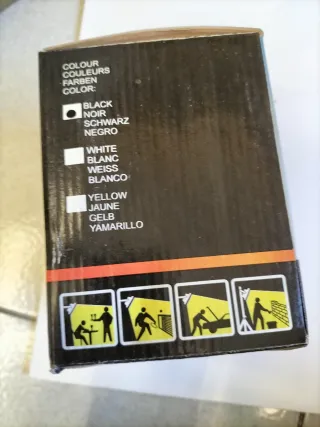 COLOUR
COULEURS
FARBEN
COLOR:
BLACK
NOIR
SCHWARZ
NEGRO
WHITE
BLANC
WEISS
BLANCO
YELLOW
JAUNE
GELB
YAMARILLO